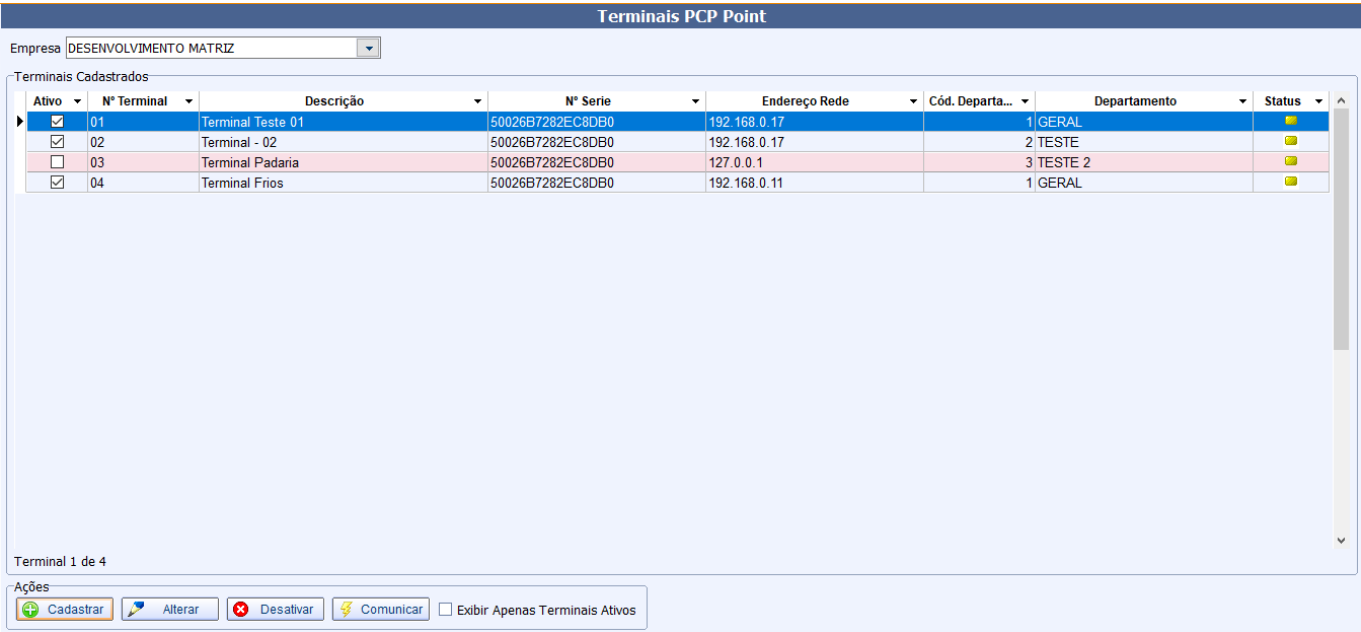 Terminais PCP Point
Empresa DESENVOLVIMENTO MATRIZ
Terminais Cadastrados
Ativo Nº Terminal Descrição Nº Serie Endereço Rede Cód. Departa... Departamento Status
01 Terminal Teste 01 50026B7282EC8DB0 192.168.0.17 1 GERAL
02 Terminal - 02 50026B7282EC8DB0 192.168.0.17 2 TESTE
03 Terminal Padaria 50026B7282EC8DB0 127.0.0.1 3 TESTE 2
04 Terminal Frios 50026B7282EC8DB0 192.168.0.11 1 GERAL
Terminal 1 de 4
Ações
Cadastrar Alterar Desativar Comunicar Exibir Apenas Terminais Ativos